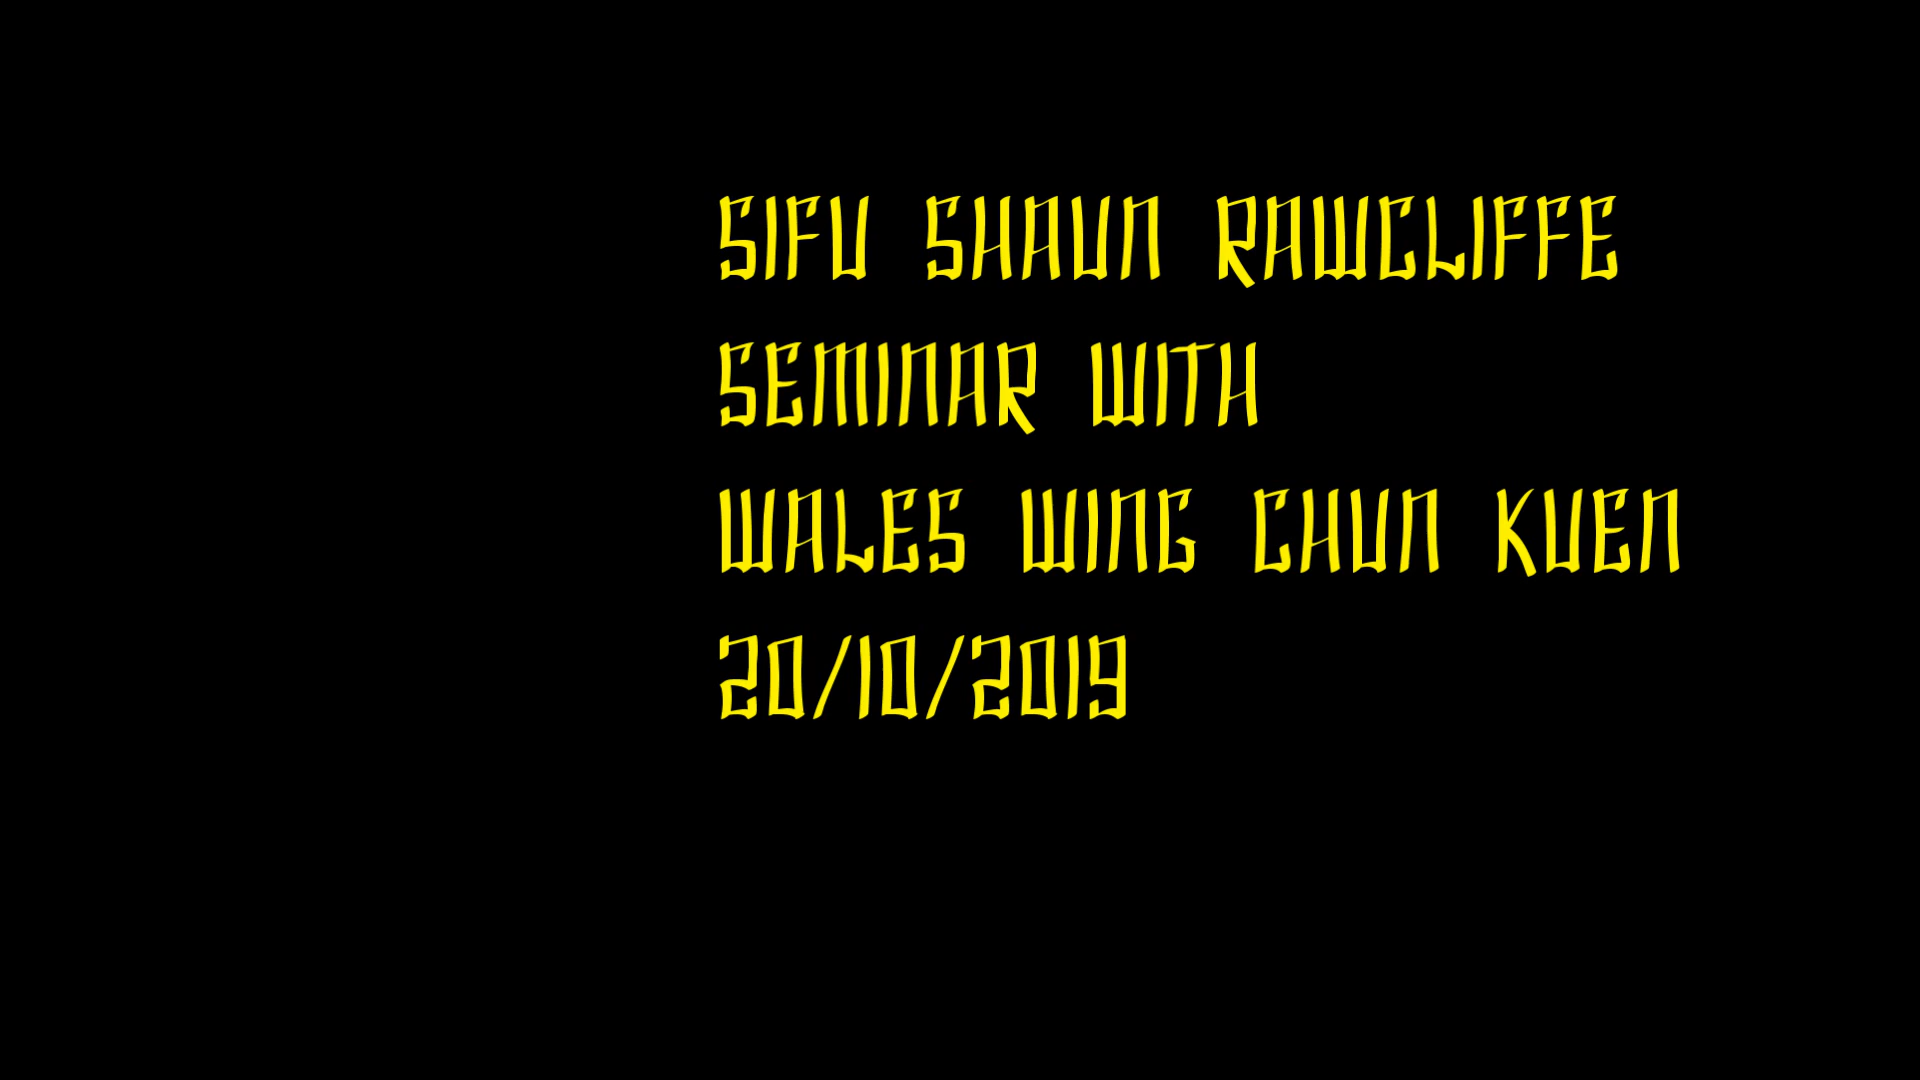 SIFU SHAUN RAWCLIFFE
SEMINAR WITH
WALES WING CHUN KUEN
20/10/2019